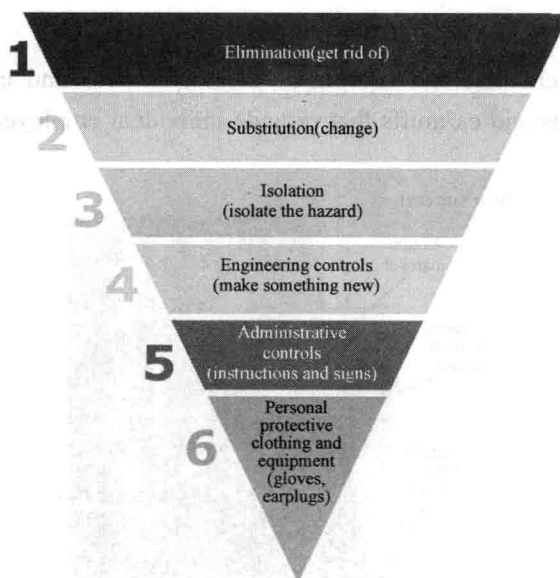 1
Elimination(get rid of)
2
Substitution(change)
3
Isolation
(isolate the hazard)
4
Engineering controls
(make something new)
5
Administrative
controls
(instructions and signs)
6
Personal
protective
clothing and
equipment
(gloves,
earplugs)